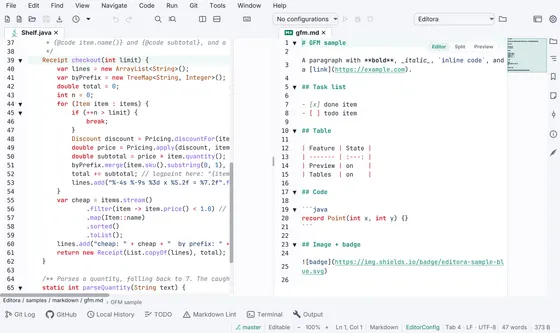 File Edit View Navigate Code Run Git Tools Window Help
No configurations
Editora
Shelf.java
gfm.md
37 * {@code item.name()} and {@code subtotal}, and a
38 */
39 Receipt checkout(int limit) {
40 var lines = new ArrayList<String>();
41 var byPrefix = new TreeMap<String, Integer>();
42 double total = 0;
43 int n = 0;
44 for (Item item : items) {
45 if (++n > limit) {
46 break;
47 }
48 Discount discount = Pricing.discountFor(ite
49 double price = Pricing.apply(discount, item
50 double subtotal = price * item.quantity();
51 byPrefix.merge(item.sku().substring(0, 1),
52 total += subtotal; // logpoint here: "{item
53 lines.add("%-4s %-9s %3d x %5.2f = %7.2f".f
54 }
55 var cheap = items.stream()
56 .filter(item -> item.price() < 1.0) //
57 .map(Item::name)
58 .sorted()
59 .toList();
60 lines.add("cheap: " + cheap + " by prefix: " +
61 return new Receipt(List.copyOf(lines), total);
62 }
63
64 /** Parses a quantity, falling back to 7. The caugh
65 static int parseQuantity(String text) {
1 # GFM sample
Editor Split Preview
2
3 A paragraph with **bold**, _italic_, `inline code`, and
a [link](https://example.com).
4
5 ## Task list
6
7 - [x] done item
8 - [ ] todo item
9
10 ## Table
11
12 | Feature | State |
13 | ------- | :---: |
14 | Preview | on |
15 | Tables | on |
16
17 ## Code
18
19 ```java
20 record Point(int x, int y) {}
21 ```
22
23 ## Image + badge
24
25 ![badge](https://img.shields.io/badge/editora-sample-bl
ue.svg)
26
Editora / samples / markdown / gfm.md › GFM sample
Git Log GitHub Local History TODO Markdown Lint Terminal Output
master Editable − 100% + Ln 1, Col 1 Markdown EditorConfig Tab 4 LF UTF-8 47 words 373 B